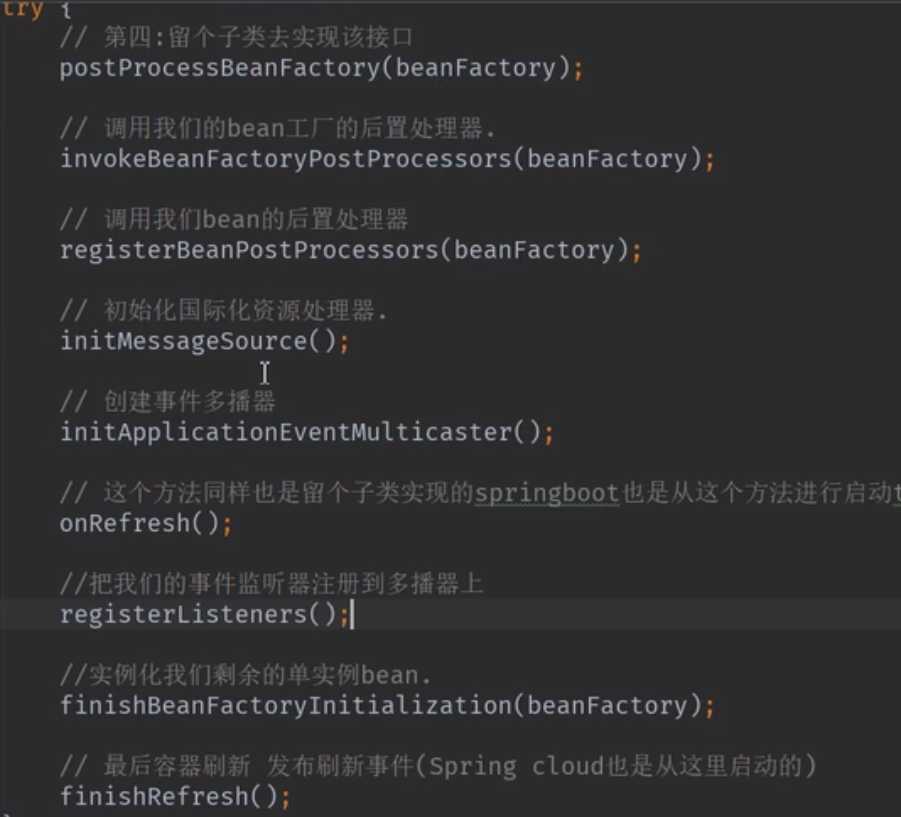 try {
// 第四:留个子类去实现该接口
postProcessBeanFactory(beanFactory);
// 调用我们的bean工厂的后置处理器.
invokeBeanFactoryPostProcessors(beanFactory);
// 调用我们bean的后置处理器
registerBeanPostProcessors(beanFactory);
// 初始化国际化资源处理器.
initMessageSource();
// 创建事件多播器
initApplicationEventMulticaster();
// 这个方法同样也是留个子类实现的springboot也是从这个方法进行启动t
onRefresh();
//把我们的事件监听器注册到多播器上
registerListeners();
//实例化我们剩余的单实例bean.
finishBeanFactoryInitialization(beanFactory);
// 最后容器刷新 发布刷新事件(Spring cloud也是从这里启动的)
finishRefresh();